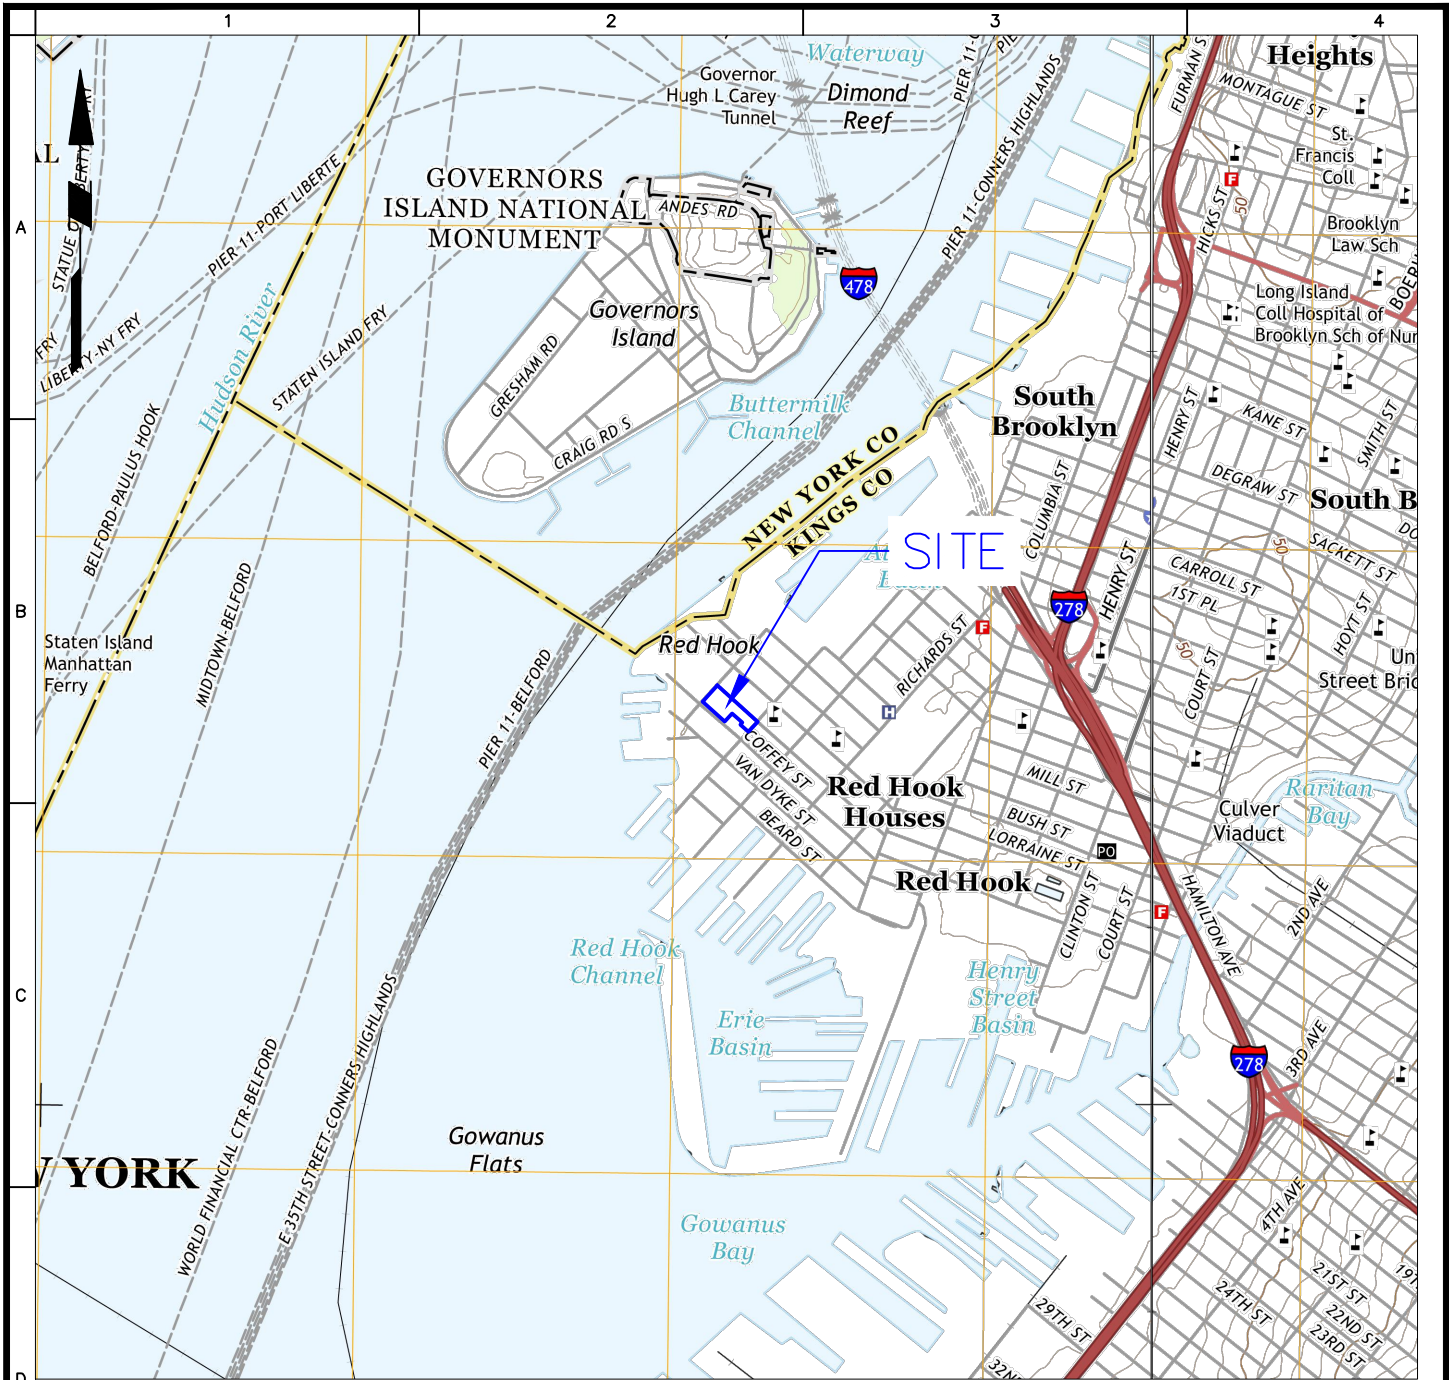 1
2
3
4
A
B
C
D
Waterway
Heights
Governor
Hugh L Carey
Tunnel
Dimond
Reef
PIER 11-CONNERS HIGHLANDS
FURMAN S
MONTAGUE ST
St.
Francis
Coll
AL
GOVERNORS
ISLAND NATIONAL
MONUMENT
ANDES RD
PIER 11-PORT LIBERTE
F
50
HICKS ST
Brooklyn
Law Sch
BOERU
478
Long Island
Coll Hospital of
Brooklyn Sch of Nur
Governors
Island
Hudson River
STATEN ISLAND FRY
LIBERTY-NY FRY
FRY
GRESHAM RD
CRAIG RD S
Buttermilk
Channel
South
Brooklyn
HENRY ST
KANE ST
SMITH ST
DEGRAW ST
South B
BELFORD-PAULUS HOOK
NEW YORK CO
KINGS CO
COLUMBIA ST
SITE
50
SACKETT ST
CARROLL ST
1ST PL
HENRY ST
278
HOYT ST
MIDTOWN-BELFORD
Staten Island
Manhattan
Ferry
Red Hook
RICHARDS ST
F
50
COURT ST
Street Bric
PIER 11-BELFORD
H
COFFEY ST
VAN DYKE ST
BEARD ST
Red Hook
Houses
MILL ST
BUSH ST
LORRAINE ST
PO
Culver
Viaduct
Raritan
Bay
Red Hook
CLINTON ST
COURT ST
F
HAMILTON AVE
2ND AVE
Red Hook
Channel
Henry
Street
Basin
Erie
Basin
278
3RD AVE
WORLD FINANCIAL CTR-BELFORD
E 35TH STREET-CONNERS HIGHLANDS
Gowanus
Flats
YORK
Gowanus
Bay
4TH AVE
21ST ST
22ND ST
23RD ST
24TH ST
29TH ST